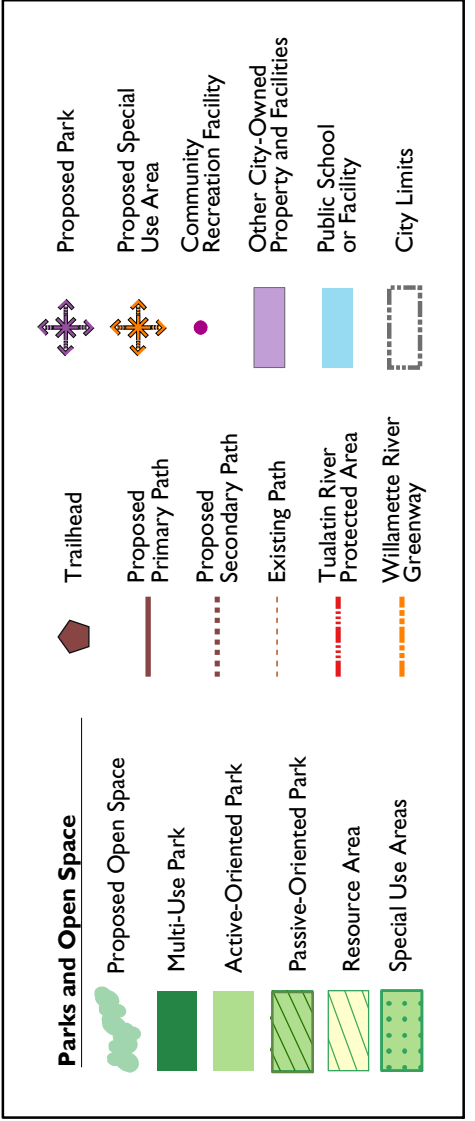 Parks and Open Space
Proposed Open Space
Multi-Use Park
Active-Oriented Park
Passive-Oriented Park
Resource Area
Special Use Areas
Trailhead
Proposed
Primary Path
Proposed
Secondary Path
Existing Path
Tualatin River
Protected Area
Willamette River
Greenway
Proposed Park
Proposed Special
Use Area
Community
Recreation Facility
Other City-Owned
Property and Facilities
Public School
or Facility
City Limits